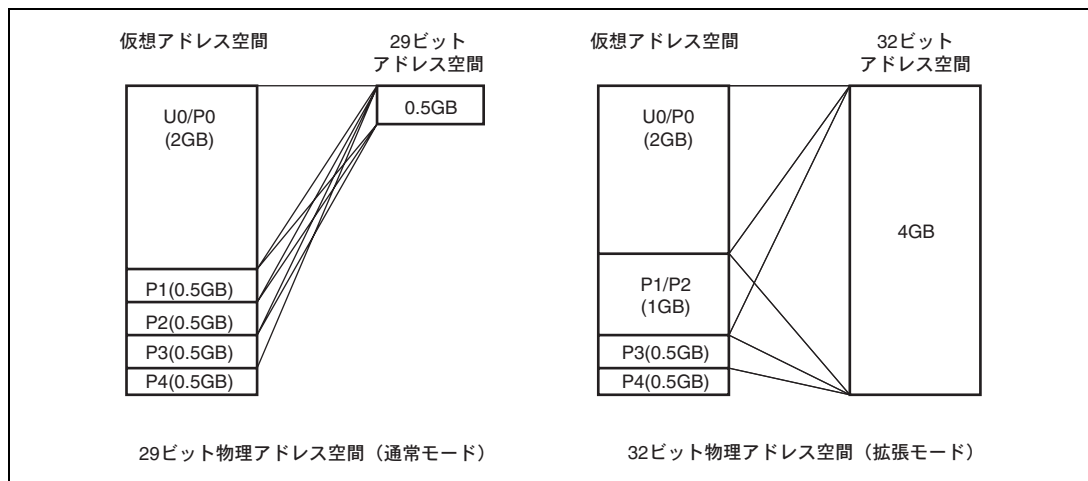 仮想アドレス空間
29ビット
アドレス空間
U0/P0
(2GB)
0.5GB
P1(0.5GB)
P2(0.5GB)
P3(0.5GB)
P4(0.5GB)
29ビット物理アドレス空間（通常モード）
仮想アドレス空間
32ビット
アドレス空間
U0/P0
(2GB)
4GB
P1/P2
(1GB)
P3(0.5GB)
P4(0.5GB)
32ビット物理アドレス空間（拡張モード）